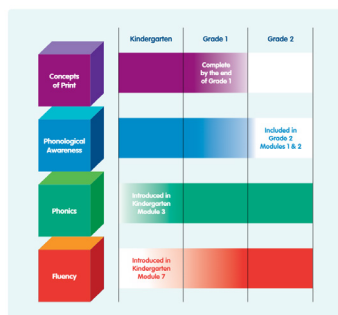 Kindergarten
Grade 1
Grade 2
Concepts
of Print
Complete
by the end
of Grade 1
Phonological
Awareness
Included in
Grade 2
Modules 1 & 2
Phonics
Introduced in
Kindergarten
Module 3
Fluency
Introduced in
Kindergarten
Module 7